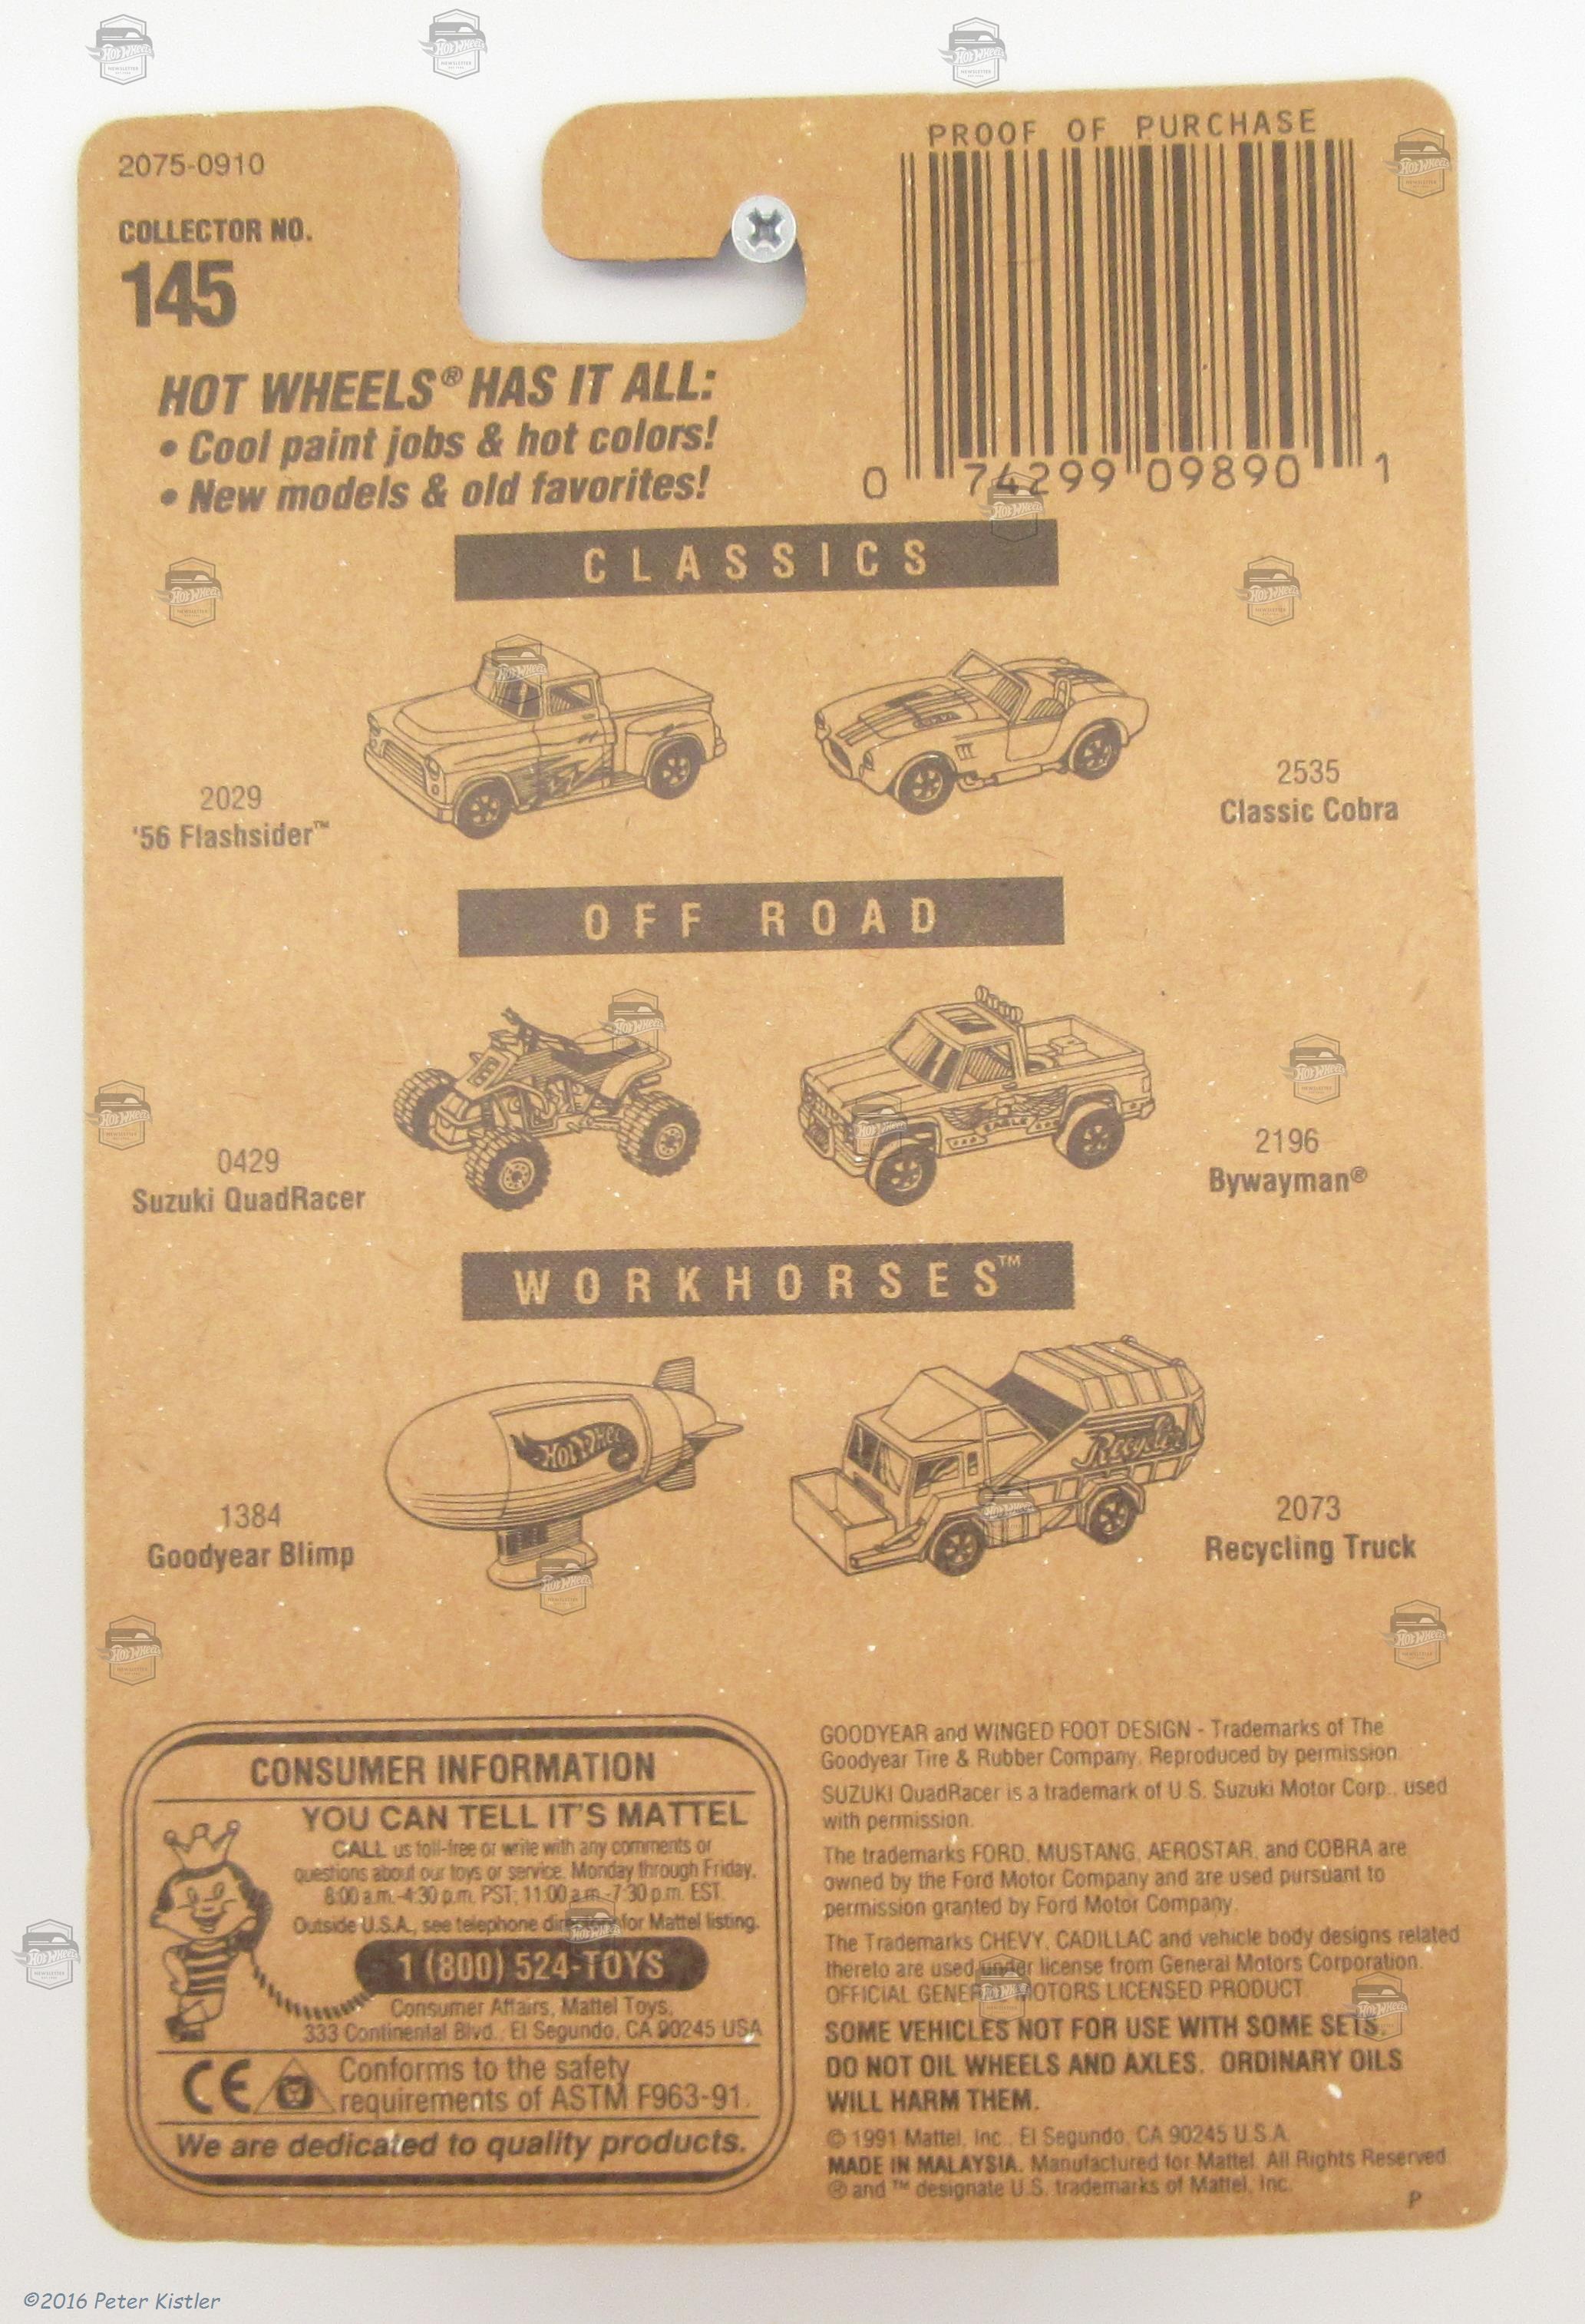 2075-0910
COLLECTOR NO.
145
PROOF OF PURCHASE
0 74299 09890 1
HOT WHEELS® HAS IT ALL:
• Cool paint jobs & hot colors!
• New models & old favorites!
CLASSICS
2029
'56 Flashsider™
2535
Classic Cobra
OFF ROAD
0429
Suzuki QuadRacer
EAGLE
2196
Bywayman®
WORKHORSES™
1384
Goodyear Blimp
Hot Wheels
Recycler
2073
Recycling Truck
CONSUMER INFORMATION
YOU CAN TELL IT'S MATTEL
CALL us toll-free or write with any comments or
questions about our toys or service. Monday through Friday,
8:00 a.m.-4:30 p.m. PST; 11:00 a.m.-7:30 p.m. EST.
Outside U.S.A., see telephone directory for Mattel listing.
1 (800) 524-TOYS
Consumer Affairs, Mattel Toys,
333 Continental Blvd., El Segundo, CA 90245 USA
CE Conforms to the safety
requirements of ASTM F963-91.
We are dedicated to quality products.
GOODYEAR and WINGED FOOT DESIGN - Trademarks of The
Goodyear Tire & Rubber Company. Reproduced by permission.
SUZUKI QuadRacer is a trademark of U.S. Suzuki Motor Corp., used
with permission.
The trademarks FORD, MUSTANG, AEROSTAR, and COBRA are
owned by the Ford Motor Company and are used pursuant to
permission granted by Ford Motor Company.
The Trademarks CHEVY, CADILLAC and vehicle body designs related
thereto are used under license from General Motors Corporation.
OFFICIAL GENERAL MOTORS LICENSED PRODUCT.
SOME VEHICLES NOT FOR USE WITH SOME SETS.
DO NOT OIL WHEELS AND AXLES. ORDINARY OILS
WILL HARM THEM.
© 1991 Mattel, Inc., El Segundo, CA 90245 U.S.A.
MADE IN MALAYSIA. Manufactured for Mattel. All Rights Reserved.
® and ™ designate U.S. trademarks of Mattel, Inc.
P
©2016 Peter Kistler